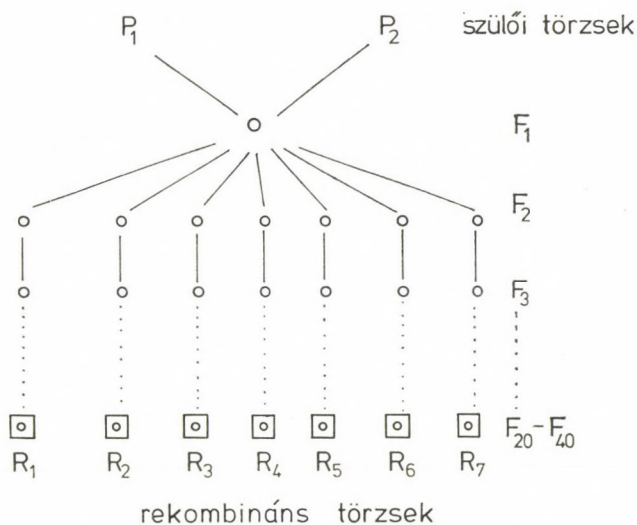 P₁ P₂ szülői törzsek
F₁
F₂
F₃
F₂₀-F₄₀
R₁ R₂ R₃ R₄ R₅ R₆ R₇
rekombináns törzsek